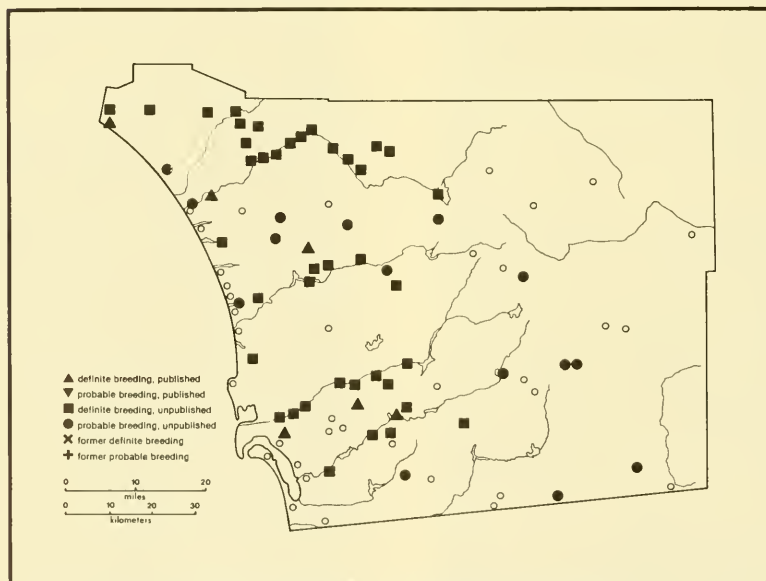 definite breeding, published
probable breeding, published
definite breeding, unpublished
probable breeding, unpublished
former definite breeding
former probable breeding
0 10 20
miles
0 10 20 30
kilometers